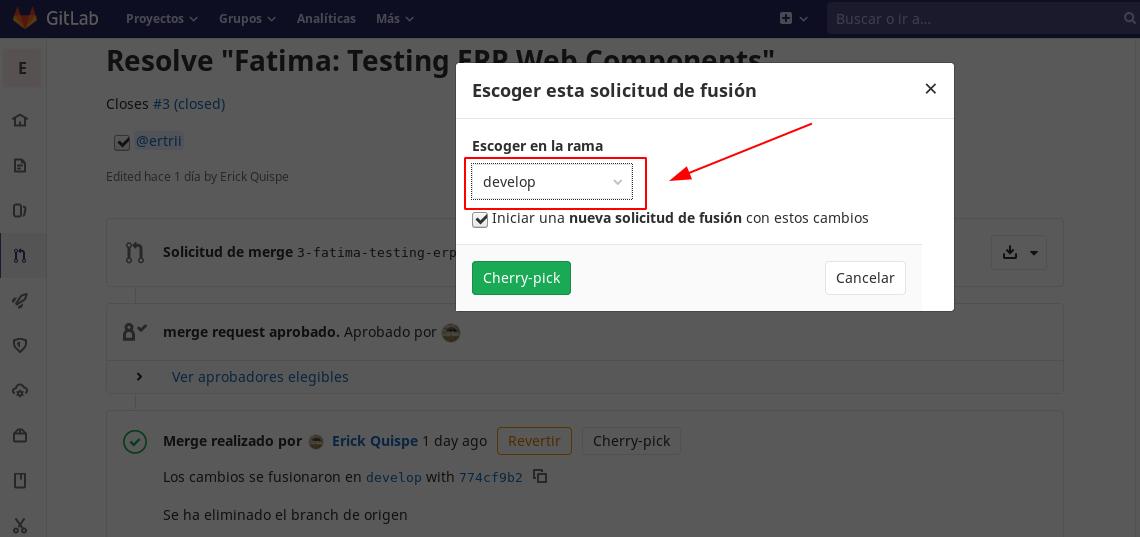 GitLab Proyectos Grupos Analíticas Más Buscar o ir a...
E
Resolve "Fatima: Testing ERP Web Components"
Closes #3 (closed)
@ertrii
Edited hace 1 día by Erick Quispe
Escoger esta solicitud de fusión ×
Escoger en la rama
develop
Iniciar una nueva solicitud de fusión con estos cambios
Cherry-pick Cancelar
Solicitud de merge 3-fatima-testing-erp
merge request aprobado. Aprobado por
Ver aprobadores elegibles
Merge realizado por Erick Quispe 1 day ago Revertir Cherry-pick
Los cambios se fusionaron en develop with 774cf9b2
Se ha eliminado el branch de origen